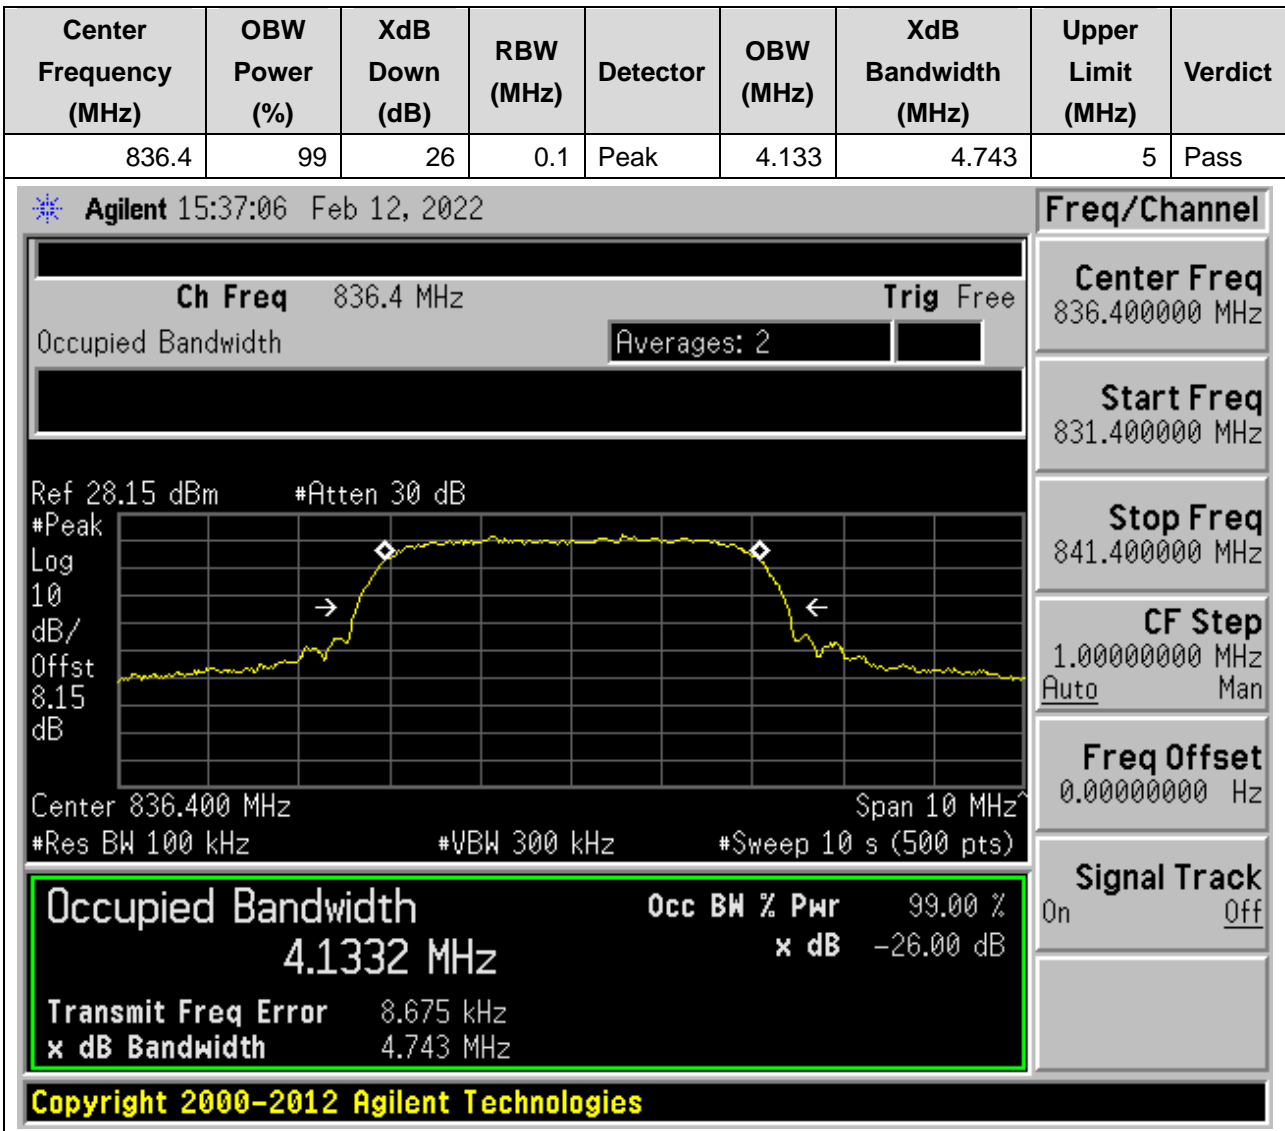 Center Frequency (MHz) OBW Power (%) XdB Down (dB) RBW (MHz) Detector OBW (MHz) XdB Bandwidth (MHz) Upper Limit (MHz) Verdict
836.4 99 26 0.1 Peak 4.133 4.743 5 Pass
Agilent 15:37:06 Feb 12, 2022
Freq/Channel
Ch Freq 836.4 MHz Trig Free
Occupied Bandwidth Averages: 2
Center Freq
836.400000 MHz
Start Freq
831.400000 MHz
Stop Freq
841.400000 MHz
CF Step
1.00000000 MHz
Auto Man
Freq Offset
0.00000000 Hz
Signal Track
On Off
Ref 28.15 dBm #Atten 30 dB
#Peak
Log
10
dB/
Offst
8.15
dB
Center 836.400 MHz Span 10 MHz^
#Res BW 100 kHz #VBW 300 kHz #Sweep 10 s (500 pts)
Occupied Bandwidth Occ BW % Pwr 99.00 %
4.1332 MHz x dB -26.00 dB
Transmit Freq Error 8.675 kHz
x dB Bandwidth 4.743 MHz
Copyright 2000-2012 Agilent Technologies